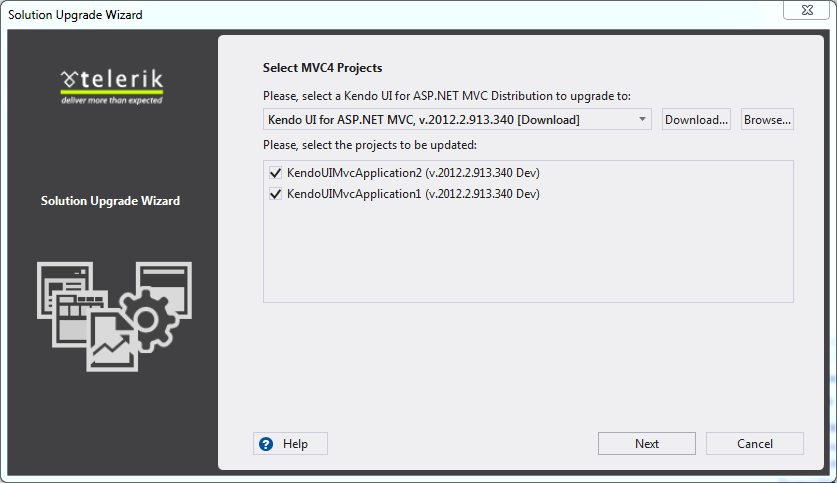 Solution Upgrade Wizard
telerik
deliver more than expected
Solution Upgrade Wizard
Select MVC4 Projects
Please, select a Kendo UI for ASP.NET MVC Distribution to upgrade to:
Kendo UI for ASP.NET MVC, v.2012.2.913.340 [Download]
Download...
Browse...
Please, select the projects to be updated:
KendoUIMvcApplication2 (v.2012.2.913.340 Dev)
KendoUIMvcApplication1 (v.2012.2.913.340 Dev)
? Help
Next
Cancel